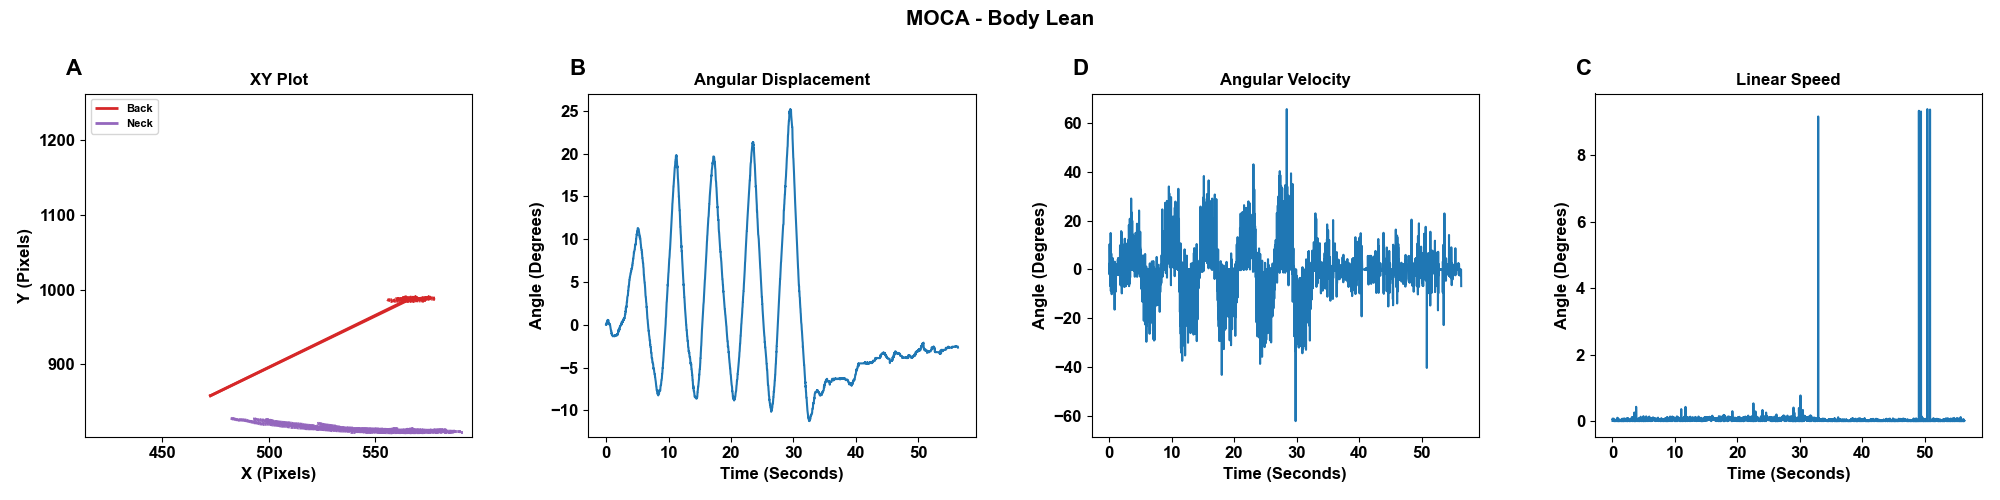 MOCA - Body Lean
A
XY Plot
Back
Neck
1200
1100
1000
900
Y (Pixels)
450 500 550
X (Pixels)
B
Angular Displacement
25
20
15
10
5
0
−5
−10
Angle (Degrees)
0 10 20 30 40 50
Time (Seconds)
D
Angular Velocity
60
40
20
0
−20
−40
−60
Angle (Degrees)
0 10 20 30 40 50
Time (Seconds)
C
Linear Speed
8
6
4
2
0
Angle (Degrees)
0 10 20 30 40 50
Time (Seconds)